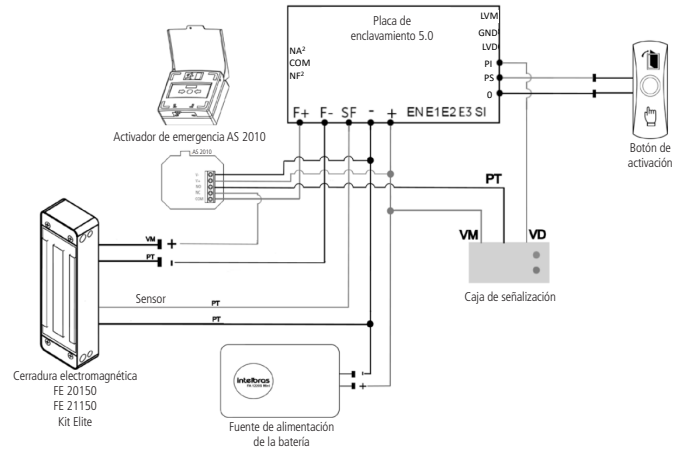 Placa de
enclavamiento 5.0
LVM
GND
LVD
PI
PS
0
NA²
COM
NF²
F+ F- SF - + EN E1 E2 E3 SI
Activador de emergencia AS 2010
AS 2010
Botón de
activación
PT
VM
VD
Caja de señalización
VM +
PT -
Sensor
PT
PT
Cerradura electromagnética
FE 20150
FE 21150
Kit Elite
intelbras
-
+
Fuente de alimentación
de la batería